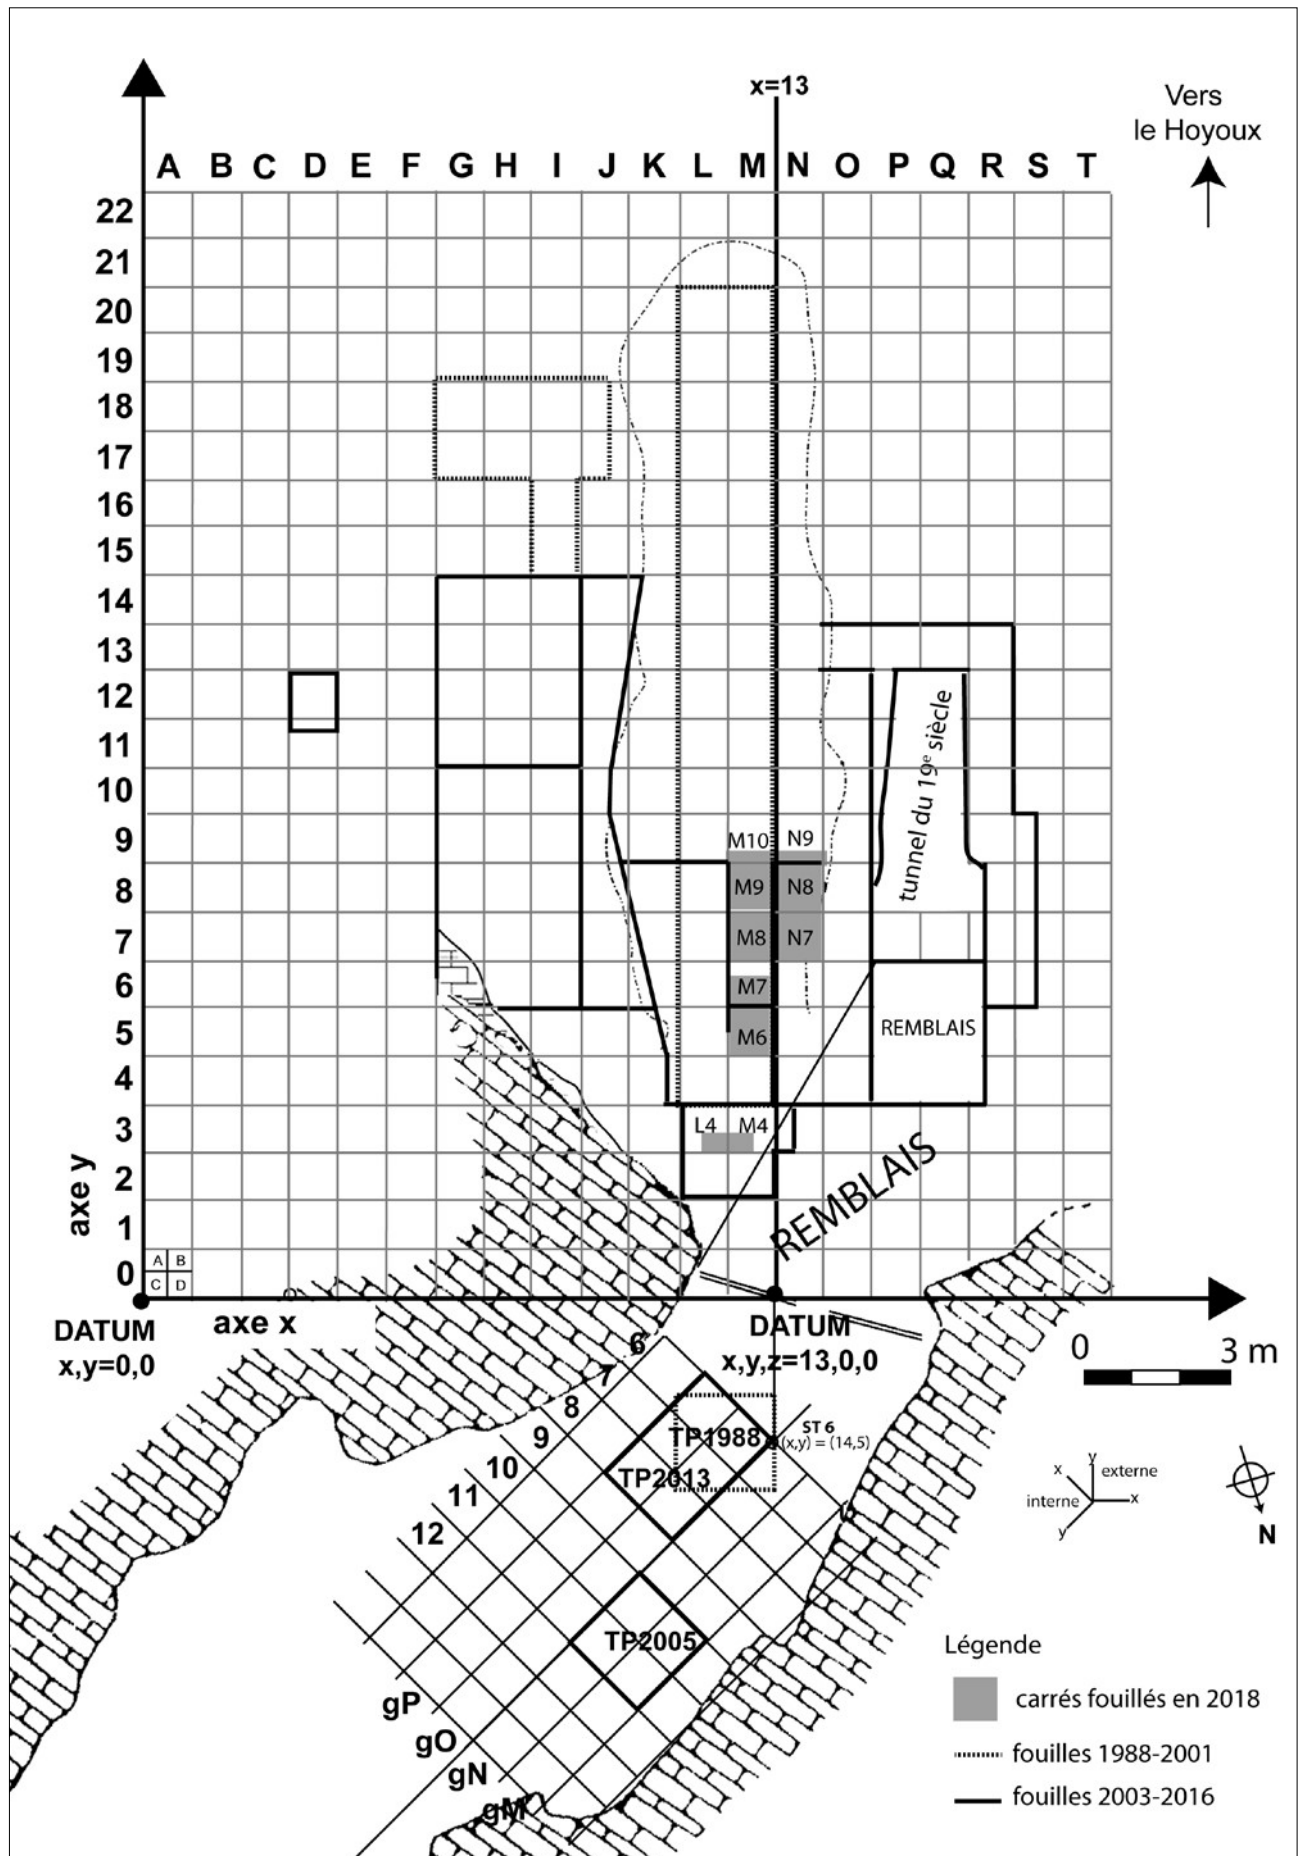 x=13
Vers
le Hoyoux
A B C D E F G H I J K L M N O P Q R S T
22
21
20
19
18
17
16
15
14
13
12
11
10
9
8
7
6
5
4
3
2
1
0
axe y
tunnel du 19e siècle
M10 N9
M9 N8
M8 N7
M7
M6
REMBLAIS
L4 M4
REMBLAIS
A B
C D
axe x
DATUM
x,y=0,0
DATUM
x,y,z=13,0,0
0 3 m
6
7
8
9
10
11
12
TP1988
ST 6
(x,y) = (14,5)
TP2013
TP2005
gP
gO
gN
gM
x y externe
interne x
y
N
Légende
carrés fouillés en 2018
fouilles 1988-2001
fouilles 2003-2016